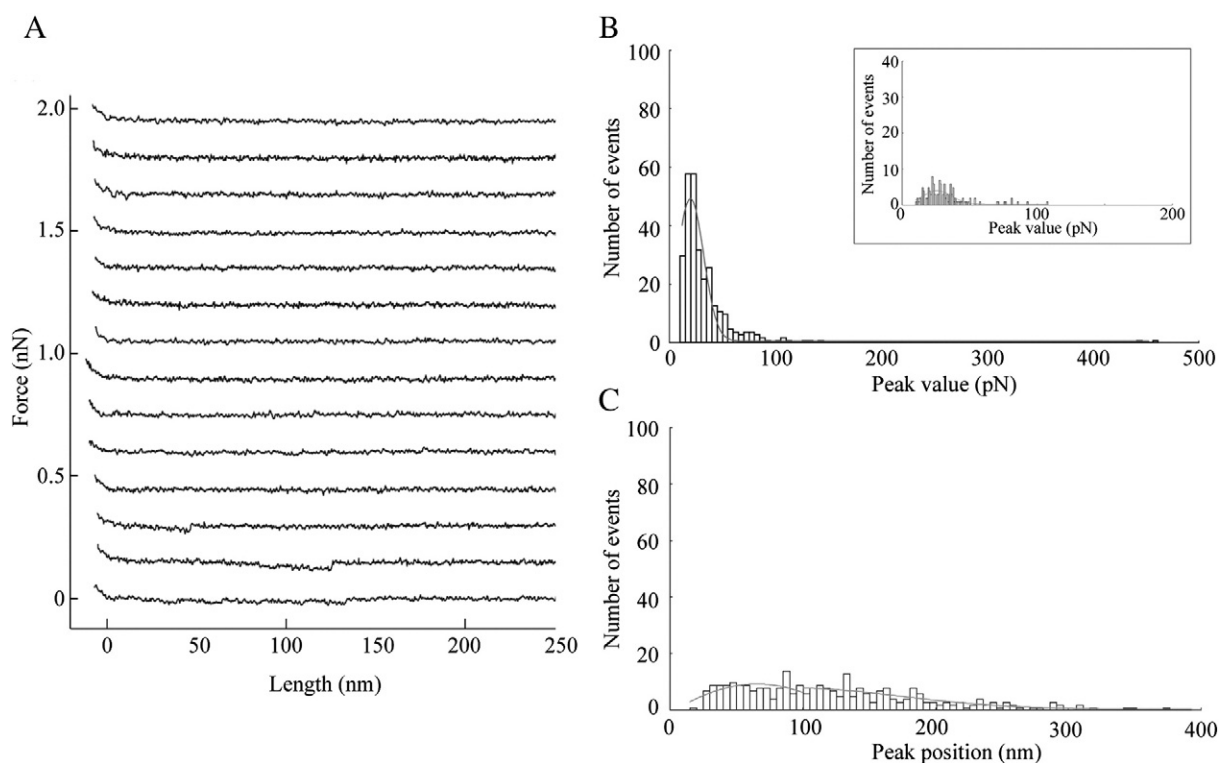 A
2.0
1.5
1.0
0.5
0
Force (nN)
0 50 100 150 200 250
Length (nm)
B
100
80
60
40
20
0
Number of events
0 100 200 300 400 500
Peak value (pN)
40
30
20
10
0
Number of events
0 100 200
Peak value (pN)
C
100
80
60
40
20
0
Number of events
0 100 200 300 400
Peak position (nm)